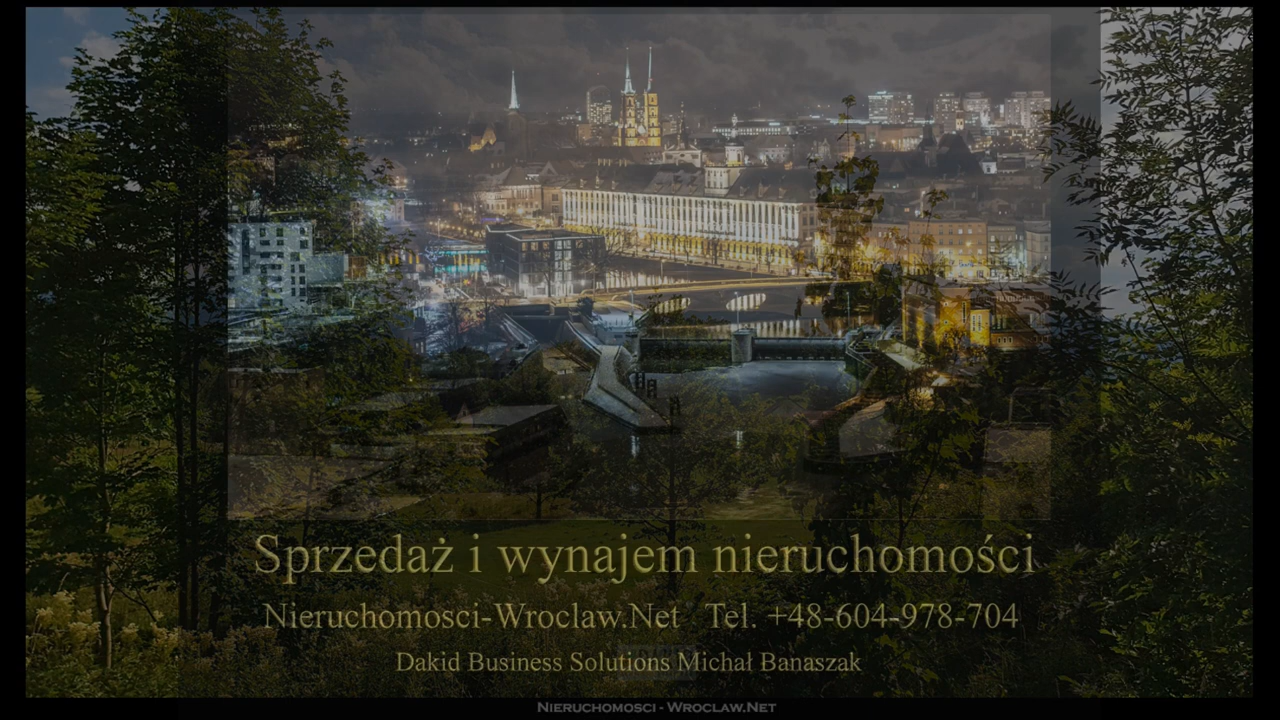 Sprzedaż i wynajem nieruchomości
Nieruchomosci-Wroclaw.Net Tel. +48-604-978-704
Dakid Business Solutions Michał Banaszak
Nieruchomosci - Wroclaw.Net